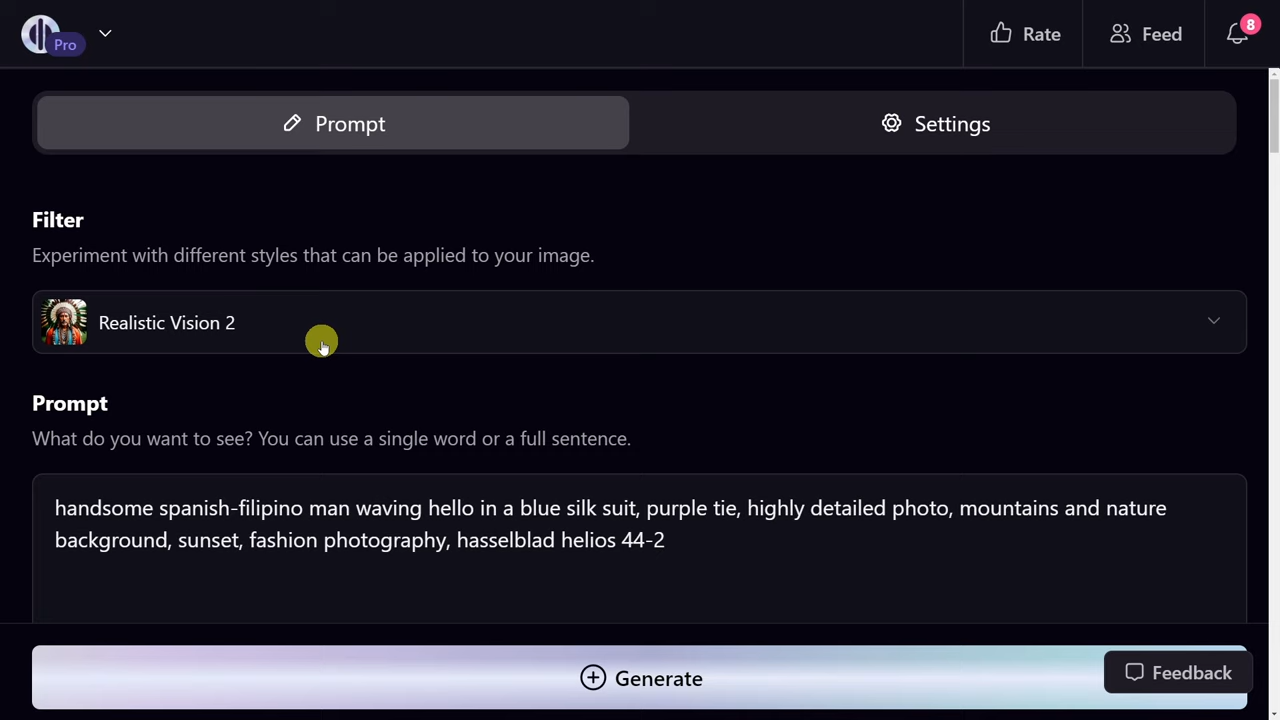 Pro
Rate
Feed
8
Prompt
Settings
Filter
Experiment with different styles that can be applied to your image.
Realistic Vision 2
Prompt
What do you want to see? You can use a single word or a full sentence.
handsome spanish-filipino man waving hello in a blue silk suit, purple tie, highly detailed photo, mountains and nature
background, sunset, fashion photography, hasselblad helios 44-2
Generate
Feedback